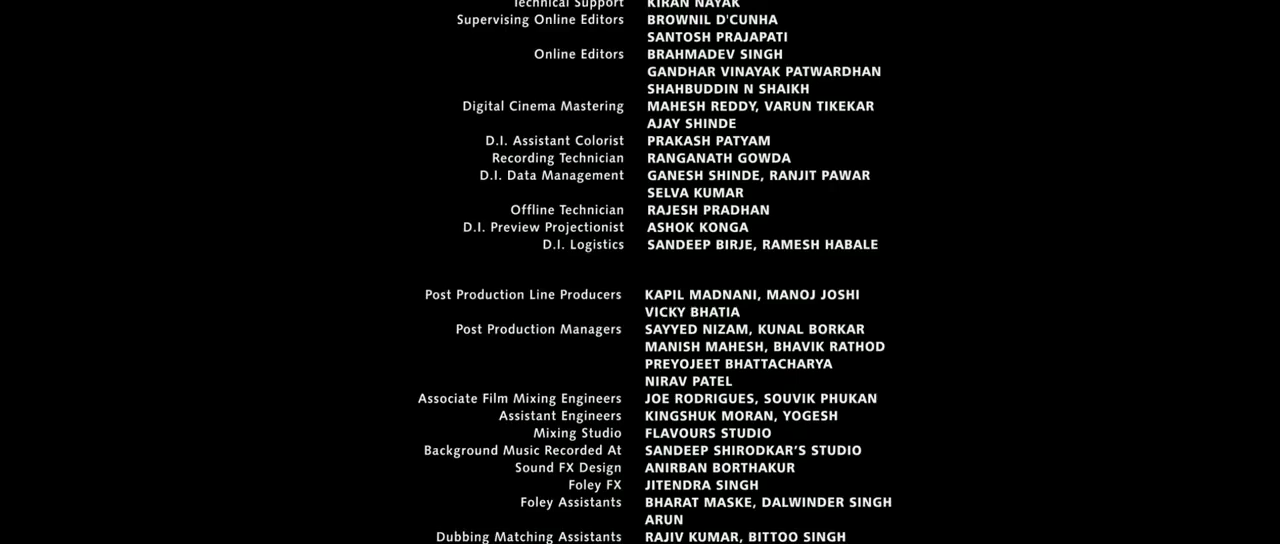 Technical Support KIRAN NAYAK
Supervising Online Editors BROWNIL D'CUNHA
SANTOSH PRAJAPATI
Online Editors BRAHMADEV SINGH
GANDHAR VINAYAK PATWARDHAN
SHAHBUDDIN N SHAIKH
Digital Cinema Mastering MAHESH REDDY, VARUN TIKEKAR
AJAY SHINDE
D.I. Assistant Colorist PRAKASH PATYAM
Recording Technician RANGANATH GOWDA
D.I. Data Management GANESH SHINDE, RANJIT PAWAR
SELVA KUMAR
Offline Technician RAJESH PRADHAN
D.I. Preview Projectionist ASHOK KONGA
D.I. Logistics SANDEEP BIRJE, RAMESH HABALE
Post Production Line Producers KAPIL MADNANI, MANOJ JOSHI
VICKY BHATIA
Post Production Managers SAYYED NIZAM, KUNAL BORKAR
MANISH MAHESH, BHAVIK RATHOD
PREYOJEET BHATTACHARYA
NIRAV PATEL
Associate Film Mixing Engineers JOE RODRIGUES, SOUVIK PHUKAN
Assistant Engineers KINGSHUK MORAN, YOGESH
Mixing Studio FLAVOURS STUDIO
Background Music Recorded At SANDEEP SHIRODKAR’S STUDIO
Sound FX Design ANIRBAN BORTHAKUR
Foley FX JITENDRA SINGH
Foley Assistants BHARAT MASKE, DALWINDER SINGH
ARUN
Dubbing Matching Assistants RAJIV KUMAR, BITTOO SINGH